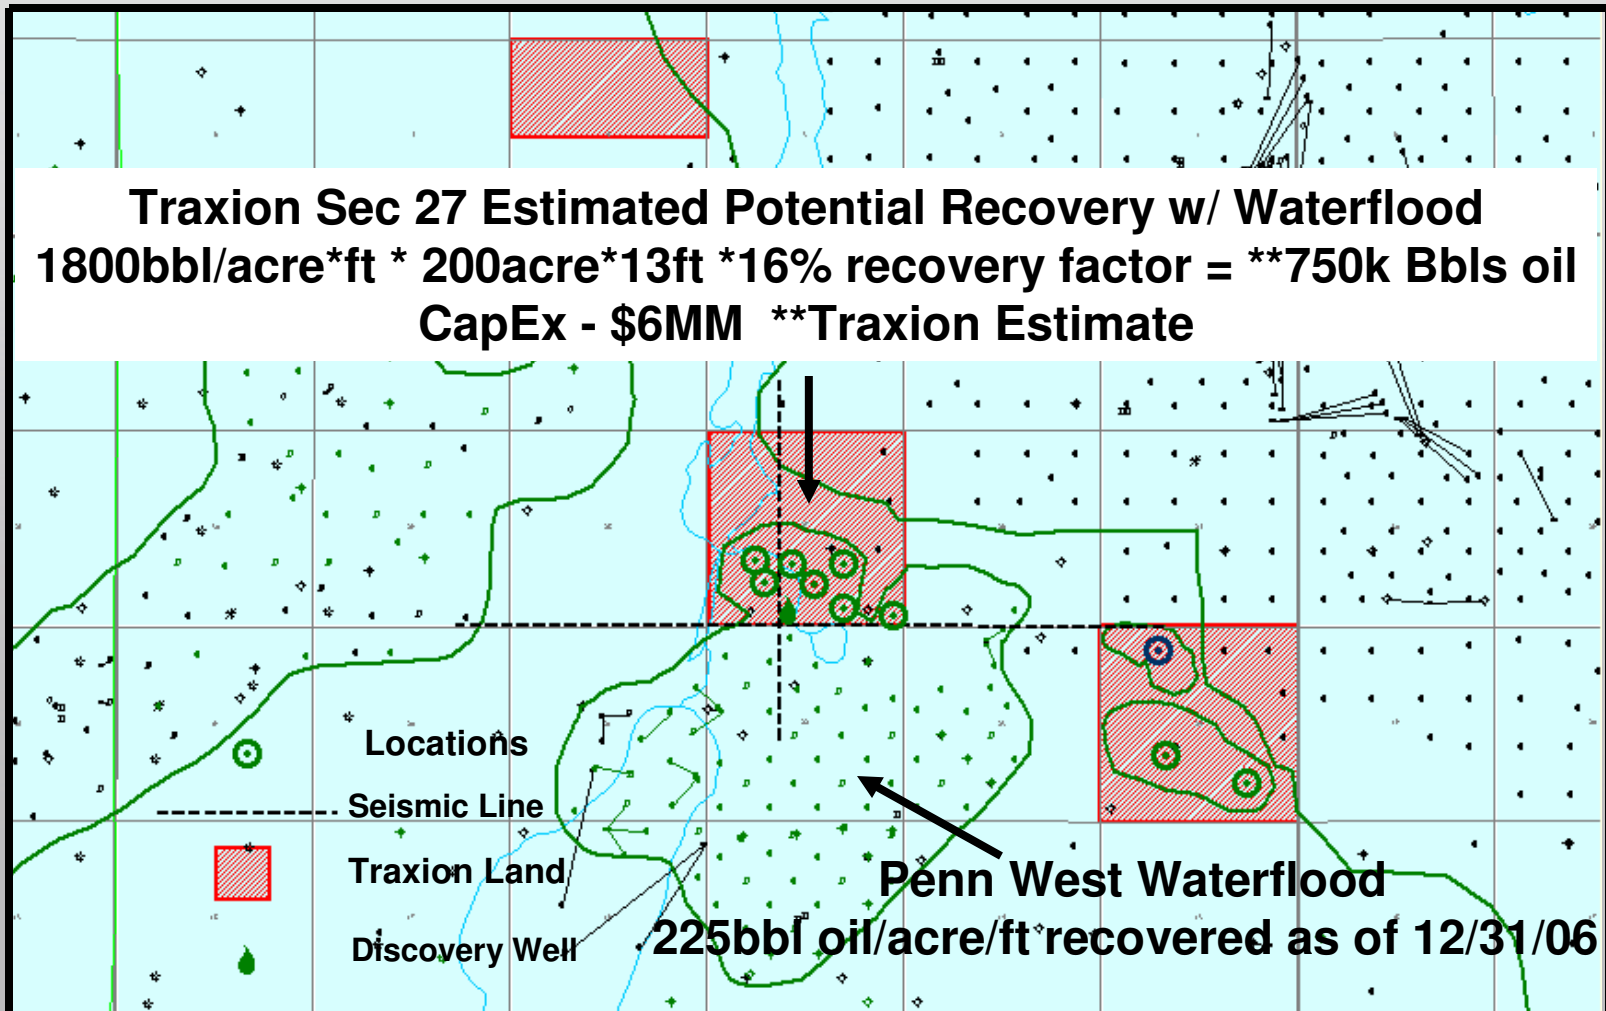 Traxion Sec 27 Estimated Potential Recovery w/ Waterflood
1800bbl/acre*ft * 200acre*13ft *16% recovery factor = **750k Bbls oil
CapEx - $6MM  **Traxion Estimate
Locations
Seismic Line
Traxion Land
Discovery Well
Penn West Waterflood
225bbl oil/acre/ft recovered as of 12/31/06